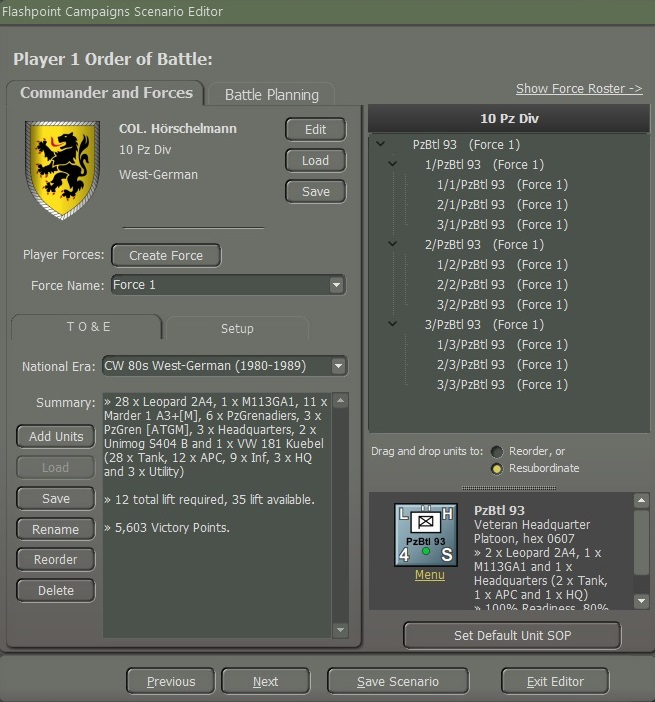 Flashpoint Campaigns Scenario Editor
Player 1 Order of Battle:
Commander and Forces
Battle Planning
Show Force Roster ->
COL. Hörschelmann
10 Pz Div
West-German
Edit
Load
Save
Player Forces:
Create Force
Force Name:
Force 1
T O & E
Setup
National Era:
CW 80s West-German (1980-1989)
Summary:
» 28 x Leopard 2A4, 1 x M113GA1, 11 x
Marder 1 A3+[M], 6 x PzGrenadiers, 3 x
PzGren [ATGM], 3 x Headquarters, 2 x
Unimog S404 B and 1 x VW 181 Kuebel
(28 x Tank, 12 x APC, 9 x Inf, 3 x HQ
and 3 x Utility)
» 12 total lift required, 35 lift available.
» 5,603 Victory Points.
Add Units
Load
Save
Rename
Reorder
Delete
10 Pz Div
PzBtl 93 (Force 1)
1/PzBtl 93 (Force 1)
1/1/PzBtl 93 (Force 1)
2/1/PzBtl 93 (Force 1)
3/1/PzBtl 93 (Force 1)
2/PzBtl 93 (Force 1)
1/2/PzBtl 93 (Force 1)
2/2/PzBtl 93 (Force 1)
3/2/PzBtl 93 (Force 1)
3/PzBtl 93 (Force 1)
1/3/PzBtl 93 (Force 1)
2/3/PzBtl 93 (Force 1)
3/3/PzBtl 93 (Force 1)
Drag and drop units to:
Reorder, or
Resubordinate
L H
PzBtl 93
4 S
Menu
PzBtl 93
Veteran Headquarter
Platoon, hex 0607
» 2 x Leopard 2A4, 1 x
M113GA1 and 1 x
Headquarters (2 x Tank,
1 x APC and 1 x HQ)
» 100% Readiness, 80%
Set Default Unit SOP
Previous
Next
Save Scenario
Exit Editor